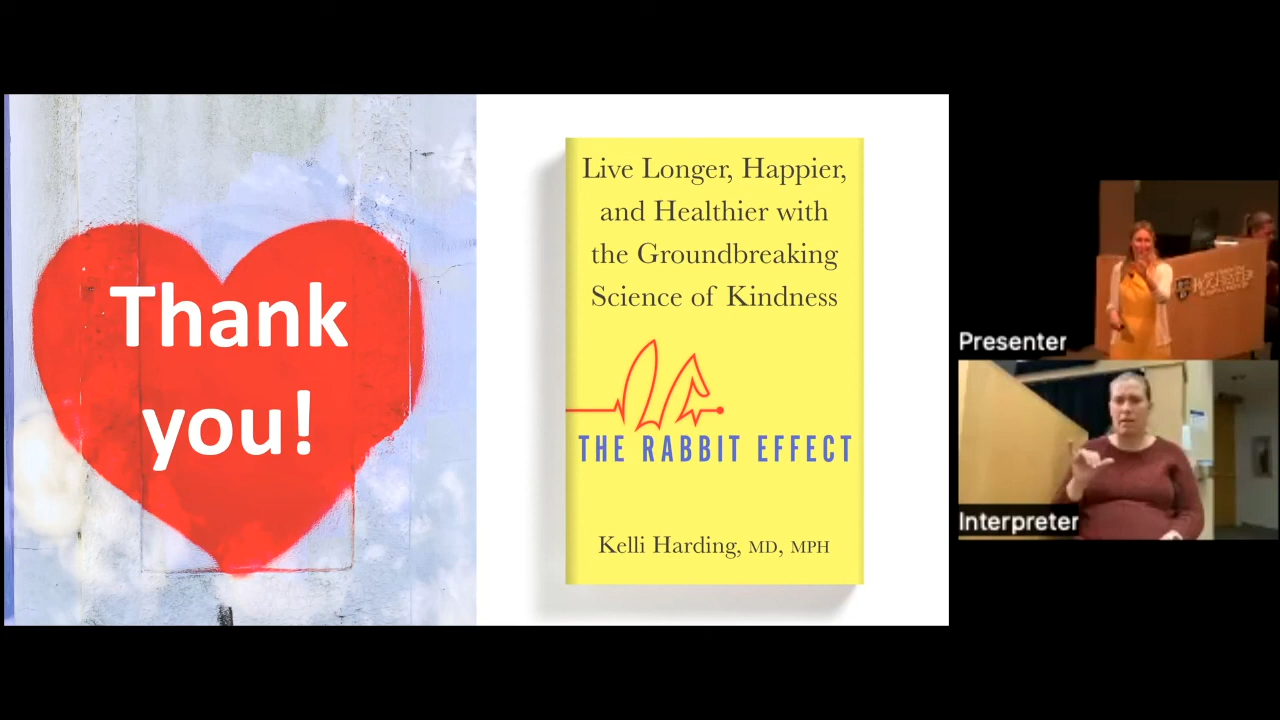 Thank
you!
Live Longer, Happier,
and Healthier with
the Groundbreaking
Science of Kindness
THE RABBIT EFFECT
Kelli Harding, MD, MPH
Presenter
ROCHESTER
Interpreter